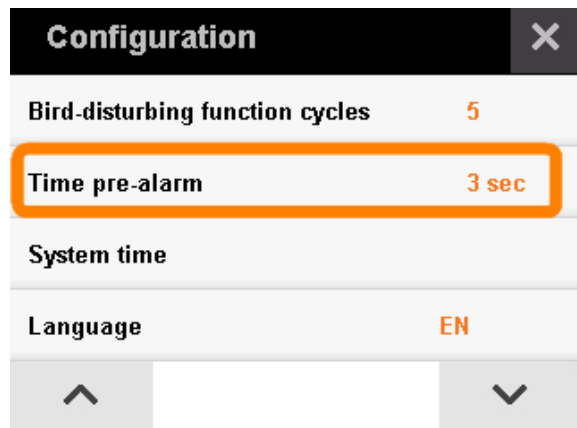 Configuration
Bird-disturbing function cycles 5
Time pre-alarm 3 sec
System time
Language EN